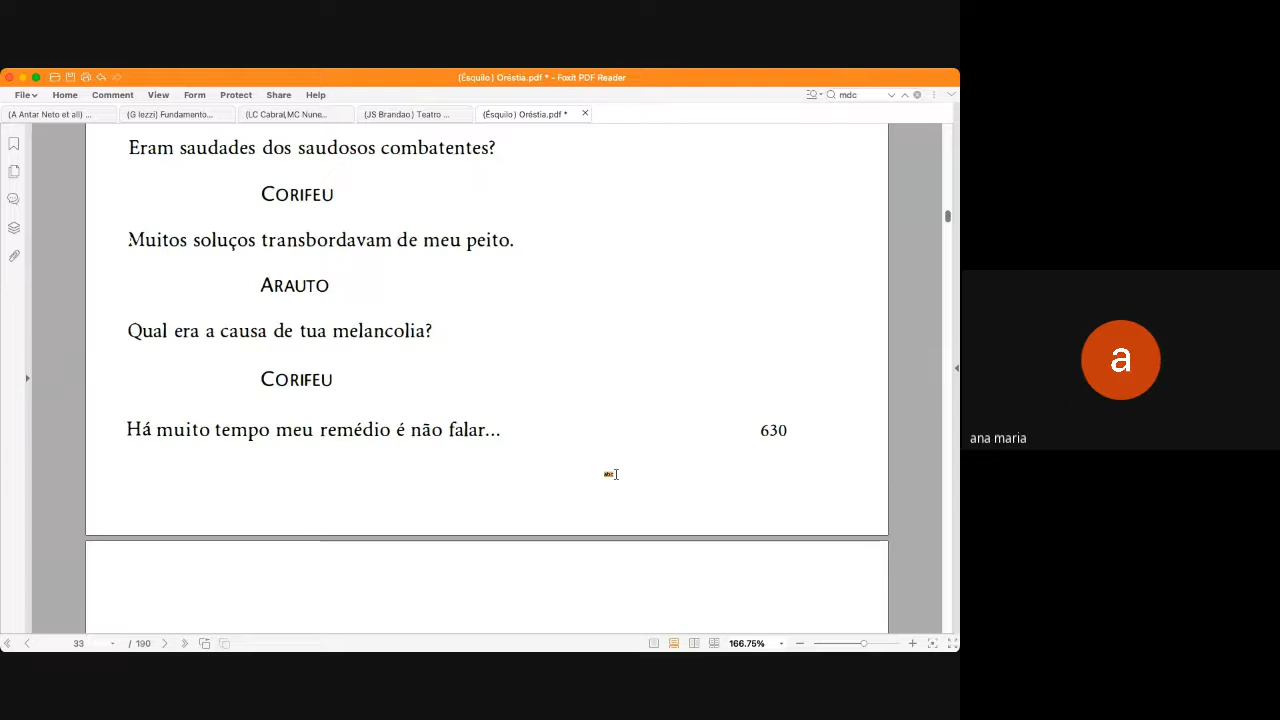 (Ésquilo) Oréstia.pdf * - Foxit PDF Reader
File Home Comment View Form Protect Share Help mdc
(A Antar Neto et all) ... (G Iezzi) Fundamento... (LC Cabral,MC Nune... (JS Brandao) Teatro ... (Ésquilo) Oréstia.pdf *
Eram saudades dos saudosos combatentes?
CORIFEU
Muitos soluços transbordavam de meu peito.
ARAUTO
Qual era a causa de tua melancolia?
CORIFEU
Há muito tempo meu remédio é não falar... 630
33 / 190 166.75%
a
ana maria